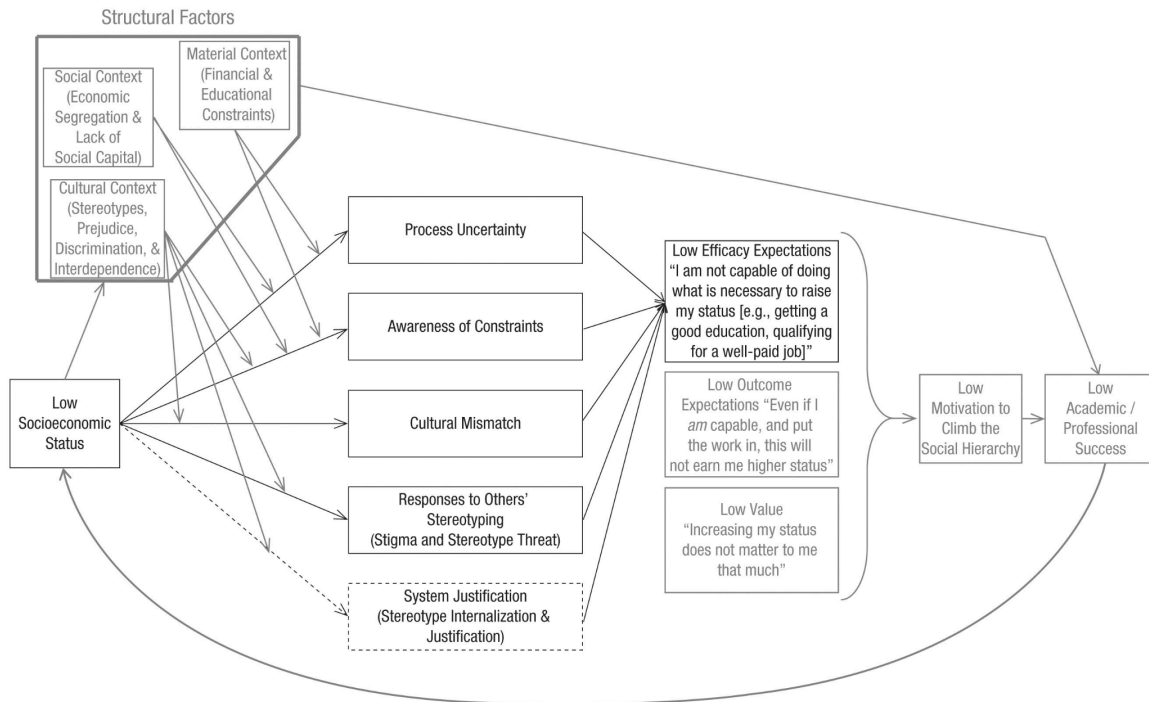 Structural Factors
Material Context
(Financial &
Educational
Constraints)
Social Context
(Economic
Segregation &
Lack of
Social Capital)
Cultural Context
(Stereotypes,
Prejudice,
Discrimination, &
Interdependence)
Low
Socioeconomic
Status
Process Uncertainty
Awareness of Constraints
Cultural Mismatch
Responses to Others’
Stereotyping
(Stigma and Stereotype Threat)
System Justification
(Stereotype Internalization &
Justification)
Low Efficacy Expectations
“I am not capable of doing
what is necessary to raise
my status [e.g., getting a
good education, qualifying
for a well-paid job]”
Low Outcome
Expectations “Even if I
am capable, and put
the work in, this will
not earn me higher status”
Low Value
“Increasing my status
does not matter to me
that much”
Low
Motivation to
Climb the
Social Hierarchy
Low
Academic /
Professional
Success